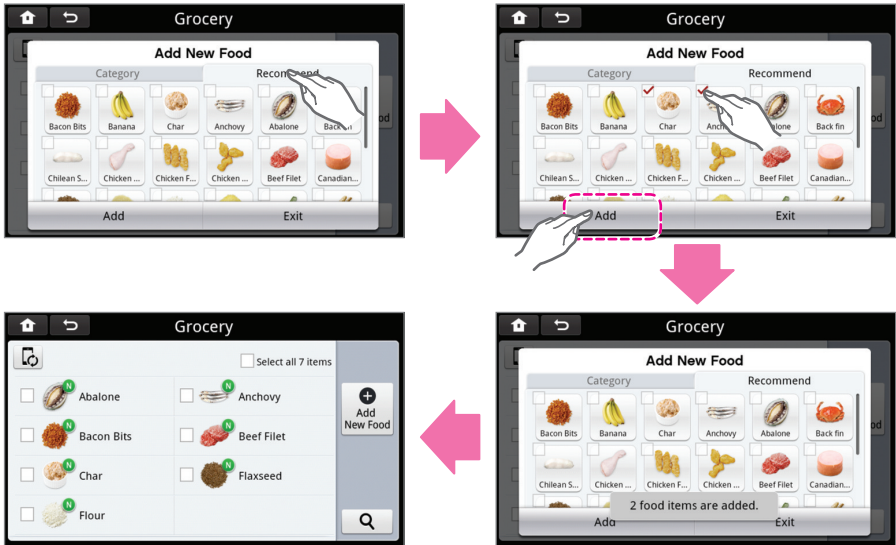 Grocery
Add New Food
Category Recommend
Bacon Bits Banana Char Anchovy Abalone Back fin
Chilean S... Chicken ... Chicken F... Chicken ... Beef Filet Canadian...
Add Exit
Grocery
Add New Food
Category Recommend
Bacon Bits Banana Char Anchovy Abalone Back fin
Chilean S... Chicken ... Chicken F... Chicken ... Beef Filet Canadian...
Add Exit
Grocery
Add New Food
Category Recommend
Bacon Bits Banana Char Anchovy Abalone Back fin
Chilean S... Chicken ... Chicken F... Chicken ... Beef Filet Canadian...
2 food items are added.
Add Exit
Grocery
Select all 7 items
N Abalone N Anchovy
N Bacon Bits N Beef Filet
N Char N Flaxseed
N Flour
Add
New Food